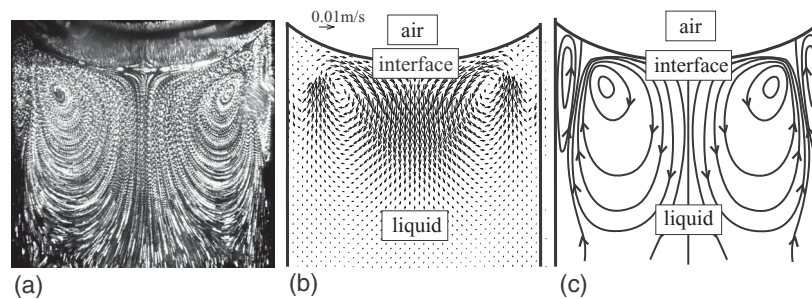 0.01m/s
air
interface
liquid
air
interface
liquid
(a)
(b)
(c)